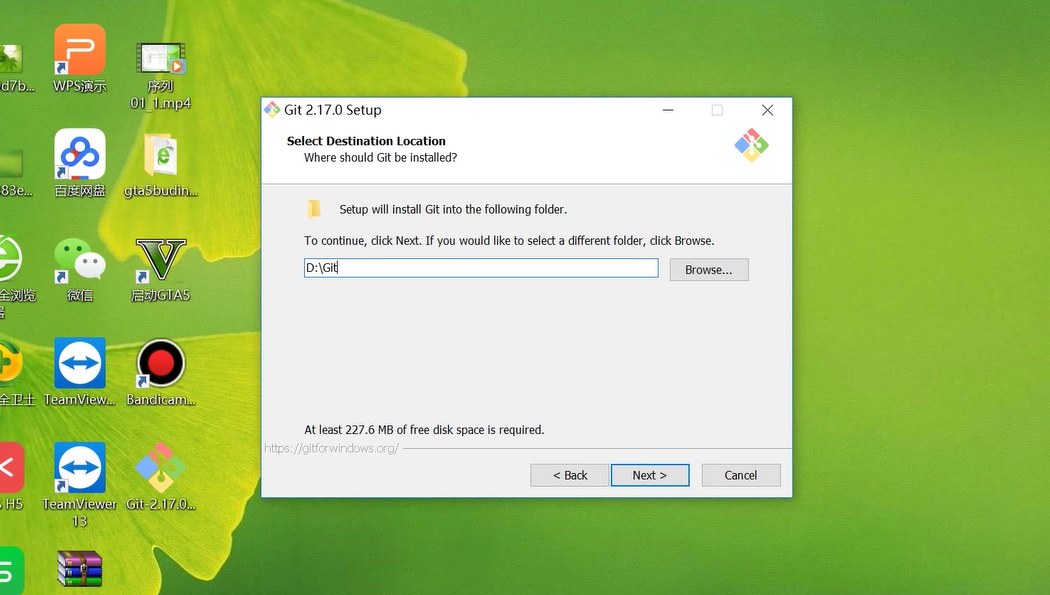 d7b...
WPS演示
序列
01_1.mp4
83e...
百度网盘
gta5budin...
全浏览
器
微信
启动GTA5
全卫士
TeamView...
Bandicam...
H5
TeamViewer
13
Git-2.17.0...
Git 2.17.0 Setup
Select Destination Location
Where should Git be installed?
Setup will install Git into the following folder.
To continue, click Next. If you would like to select a different folder, click Browse.
D:\Git
Browse...
At least 227.6 MB of free disk space is required.
https://gitforwindows.org/
< Back
Next >
Cancel